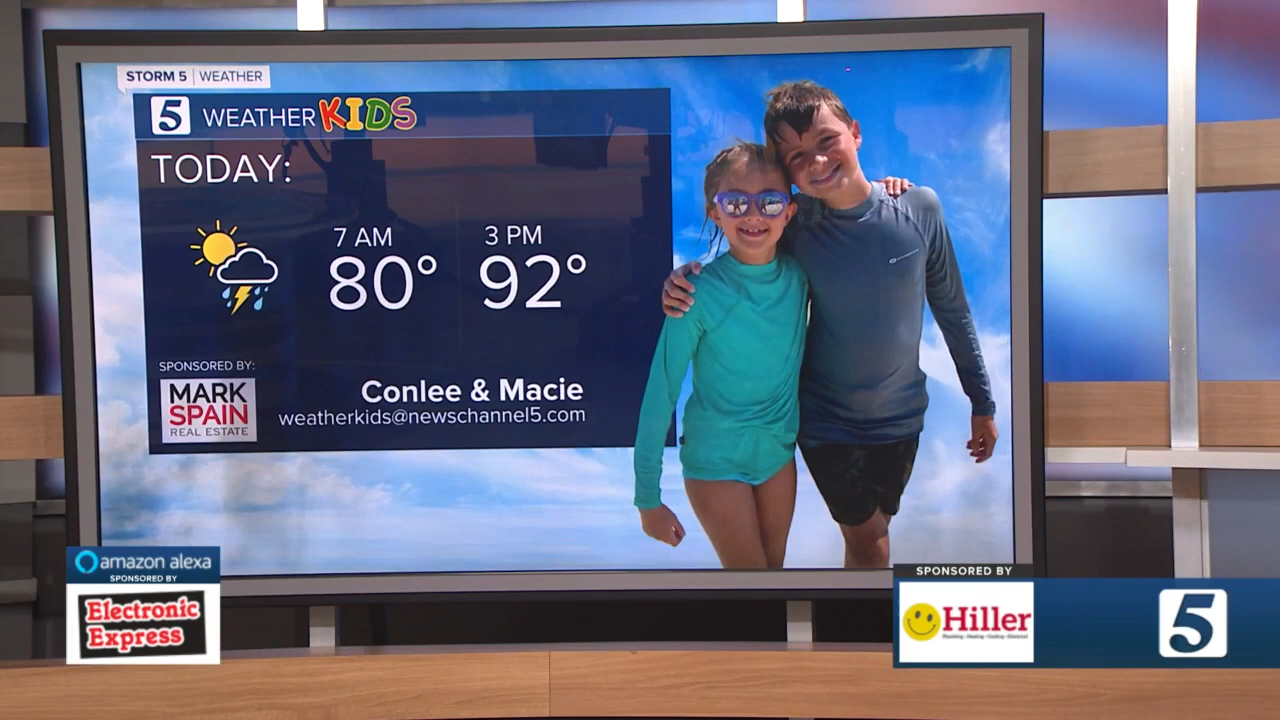 STORM 5 | WEATHER
5 WEATHER KIDS
TODAY:
7 AM
80°
3 PM
92°
SPONSORED BY:
MARK
SPAIN
REAL ESTATE
Conlee & Macie
weatherkids@newschannel5.com
amazon alexa
SPONSORED BY
Electronic
Express
SPONSORED BY
Hiller
Plumbing • Heating • Cooling • Electrical
5